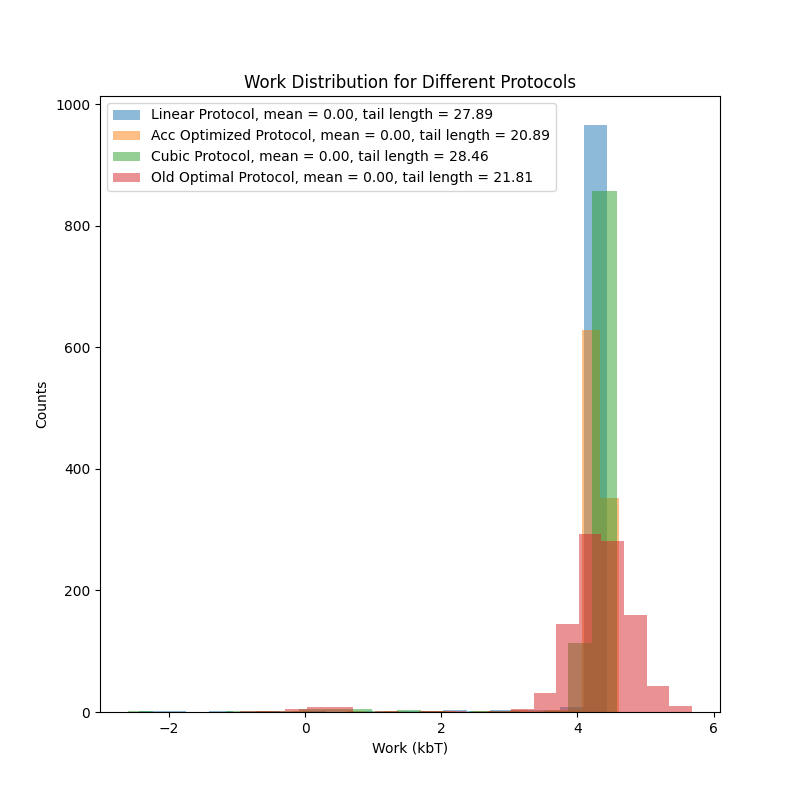 Work Distribution for Different Protocols
Linear Protocol, mean = 0.00, tail length = 27.89
Acc Optimized Protocol, mean = 0.00, tail length = 20.89
Cubic Protocol, mean = 0.00, tail length = 28.46
Old Optimal Protocol, mean = 0.00, tail length = 21.81
1000
800
600
400
200
0
Counts
−2 0 2 4 6
Work (kbT)